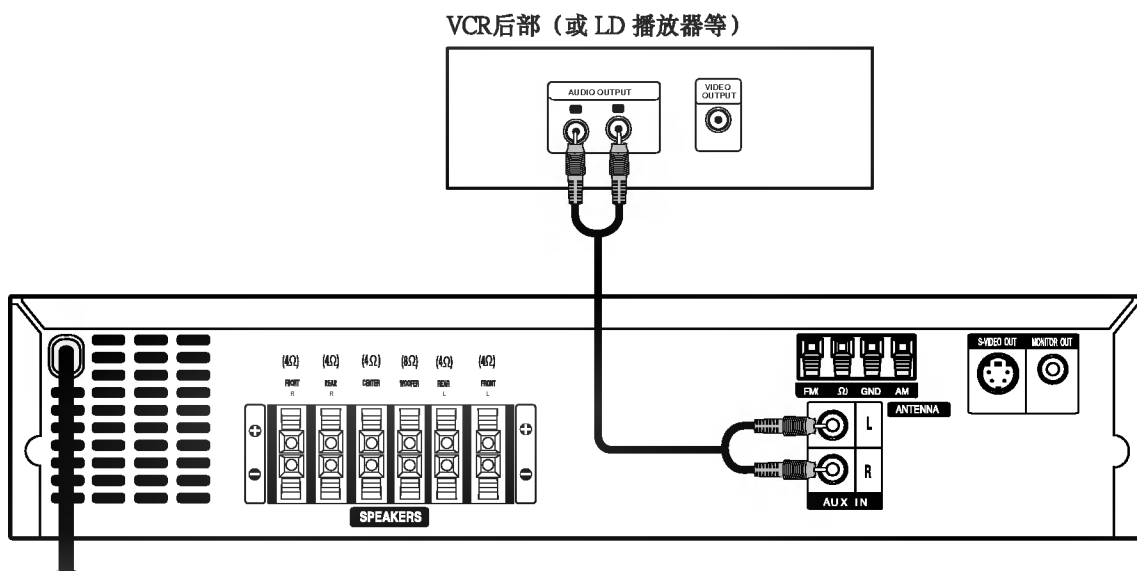 VCR后部（或 LD 播放器等）
AUDIO OUTPUT
VIDEO
OUTPUT
(4Ω) (4Ω) (4Ω) (8Ω) (4Ω) (4Ω)
FRONT REAR CENTER WOOFER REAR FRONT
R R L L
SPEAKERS
FM( Ω) GND AM
ANTENNA
L
R
AUX IN
S-VIDEO OUT MONITOR OUT